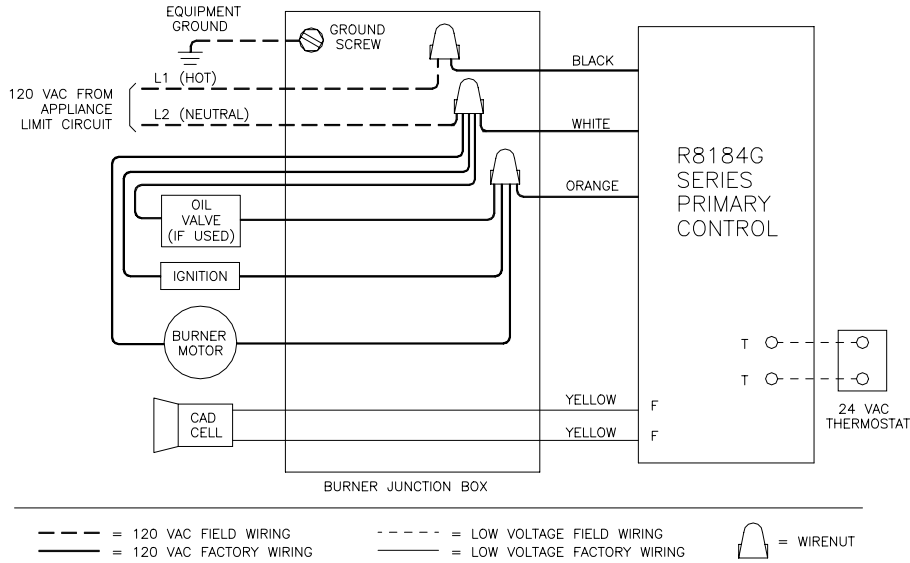 EQUIPMENT
GROUND
GROUND
SCREW
L1 (HOT)
120 VAC FROM
APPLIANCE
LIMIT CIRCUIT
L2 (NEUTRAL)
BLACK
WHITE
ORANGE
R8184G
SERIES
PRIMARY
CONTROL
OIL
VALVE
(IF USED)
IGNITION
BURNER
MOTOR
T
T
24 VAC
THERMOSTAT
CAD
CELL
YELLOW
F
YELLOW
F
BURNER JUNCTION BOX
= 120 VAC FIELD WIRING
= 120 VAC FACTORY WIRING
= LOW VOLTAGE FIELD WIRING
= LOW VOLTAGE FACTORY WIRING
= WIRENUT